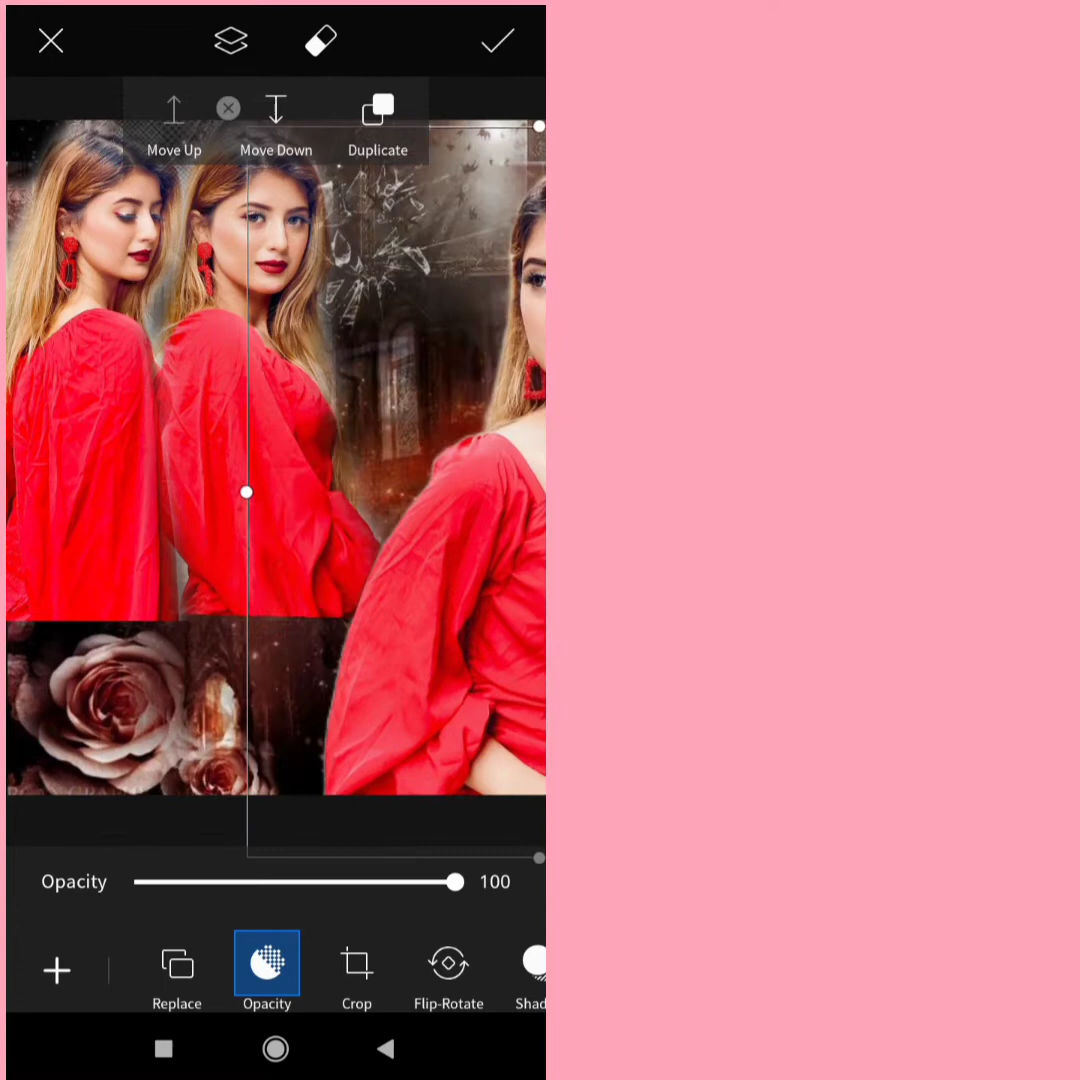 Move Up Move Down Duplicate
Opacity 100
Replace Opacity Crop Flip-Rotate Shad